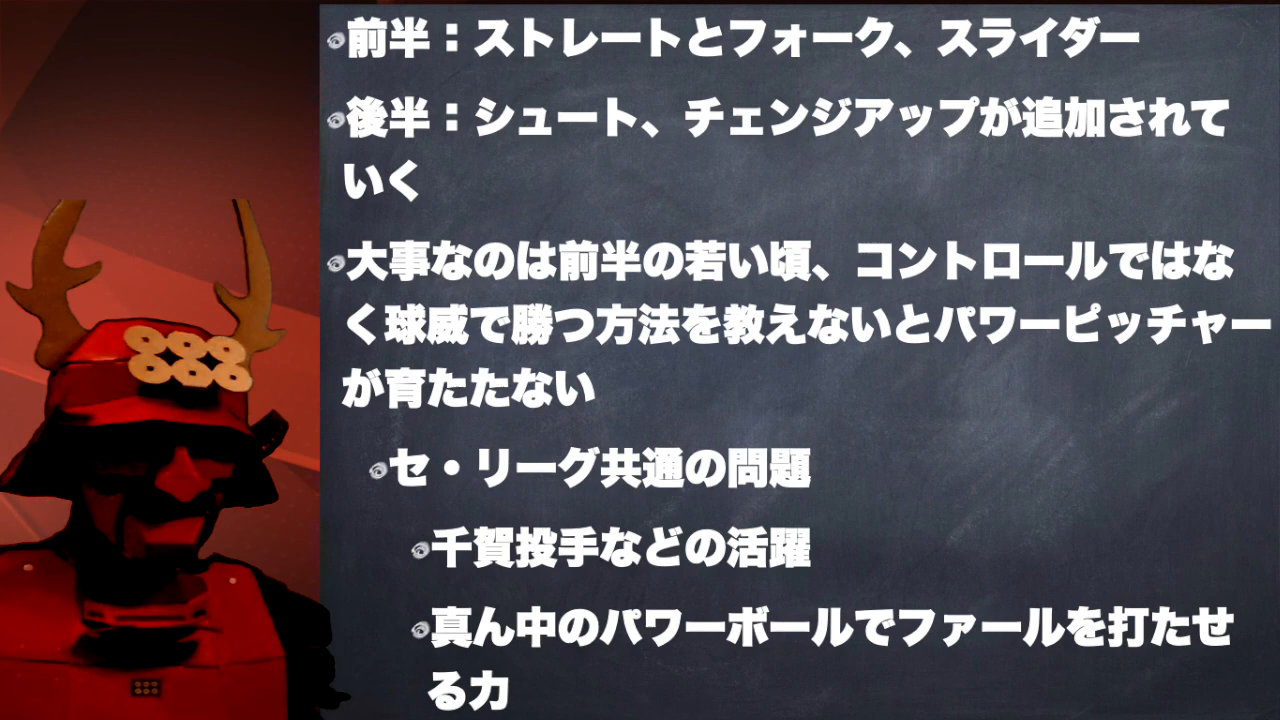 前半：ストレートとフォーク、スライダー
後半：シュート、チェンジアップが追加されて
いく
大事なのは前半の若い頃、コントロールではな
く球威で勝つ方法を教えないとパワーピッチャー
が育たたない
セ・リーグ共通の問題
千賀投手などの活躍
真ん中のパワーボールでファールを打たせ
る力